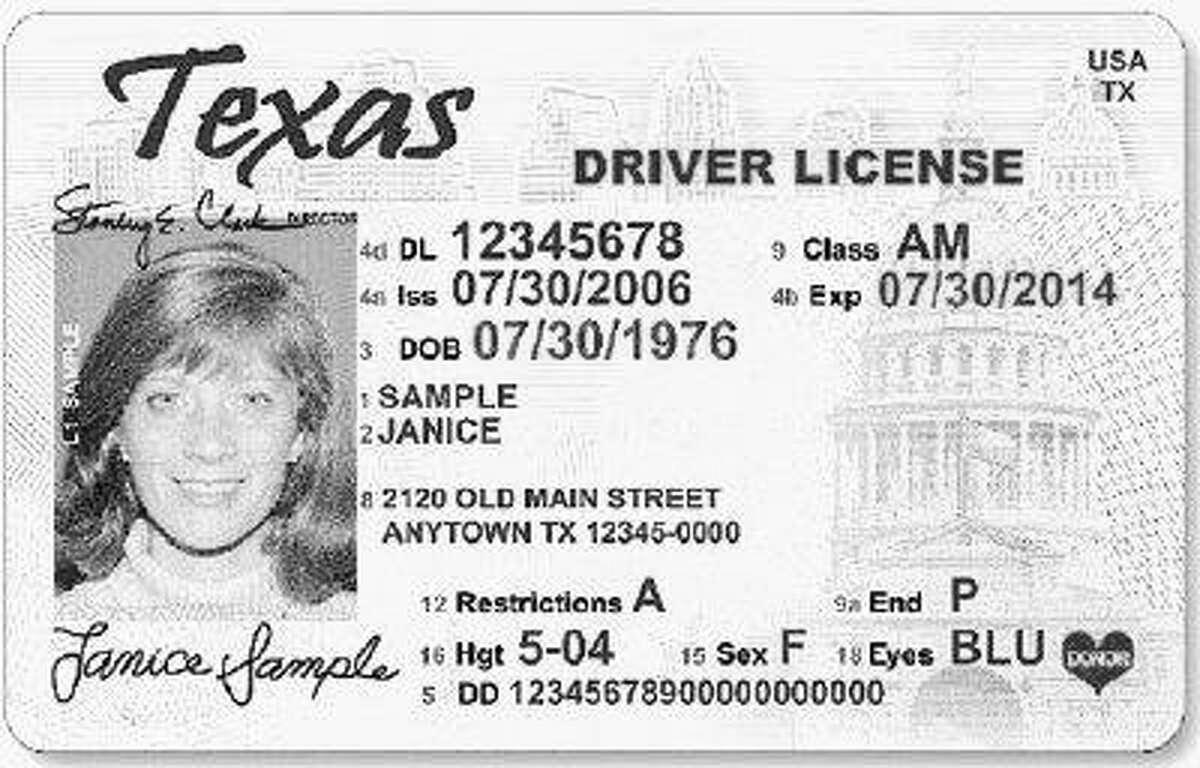 Texas
USA
TX
DRIVER LICENSE
DIRECTOR
4d DL 12345678 9 Class AM
4a Iss 07/30/2006 4b Exp 07/30/2014
3 DOB 07/30/1976
1 SAMPLE
2 JANICE
8 2120 OLD MAIN STREET
ANYTOWN TX 12345-0000
12 Restrictions A 9a End P
16 Hgt 5-04 15 Sex F 18 Eyes BLU DONOR
5 DD 12345678900000000000
Janice Sample